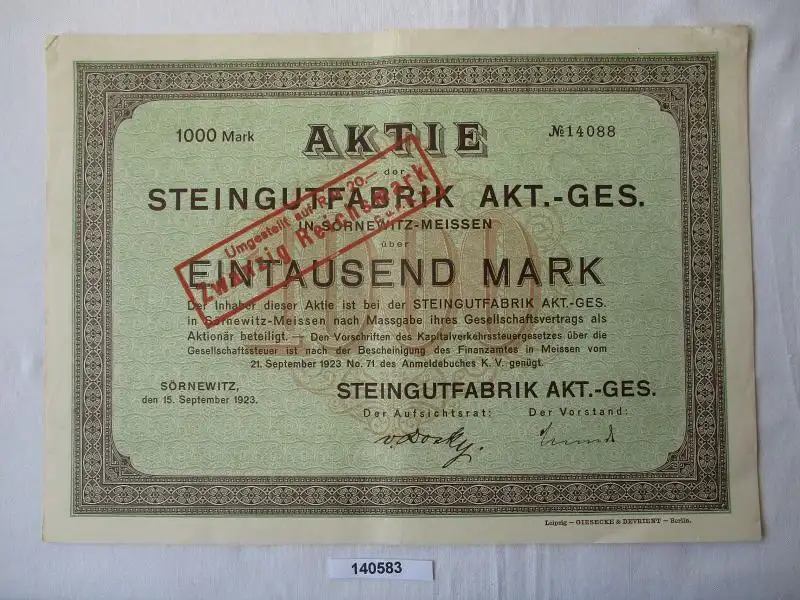 1000 Mark AKTIE №14088
der
STEINGUTFABRIK AKT.-GES.
IN SÖRNEWITZ-MEISSEN
über
EINTAUSEND MARK
Umgestellt auf RM. 20.—
Zwanzig Reichsmark
Der Inhaber dieser Aktie ist bei der STEINGUTFABRIK AKT.-GES.
in Sörnewitz-Meissen nach Massgabe ihres Gesellschaftsvertrags als
Aktionär beteiligt. — Den Vorschriften des Kapitalverkehrssteuergesetzes über die
Gesellschaftssteuer ist nach der Bescheinigung des Finanzamtes in Meissen vom
21. September 1923 No. 71 des Anmeldebuches K. V. genügt.
SÖRNEWITZ,
den 15. September 1923.
STEINGUTFABRIK AKT.-GES.
Der Aufsichtsrat: Der Vorstand:
Leipzig — GIESECKE & DEVRIENT — Berlin.
140583